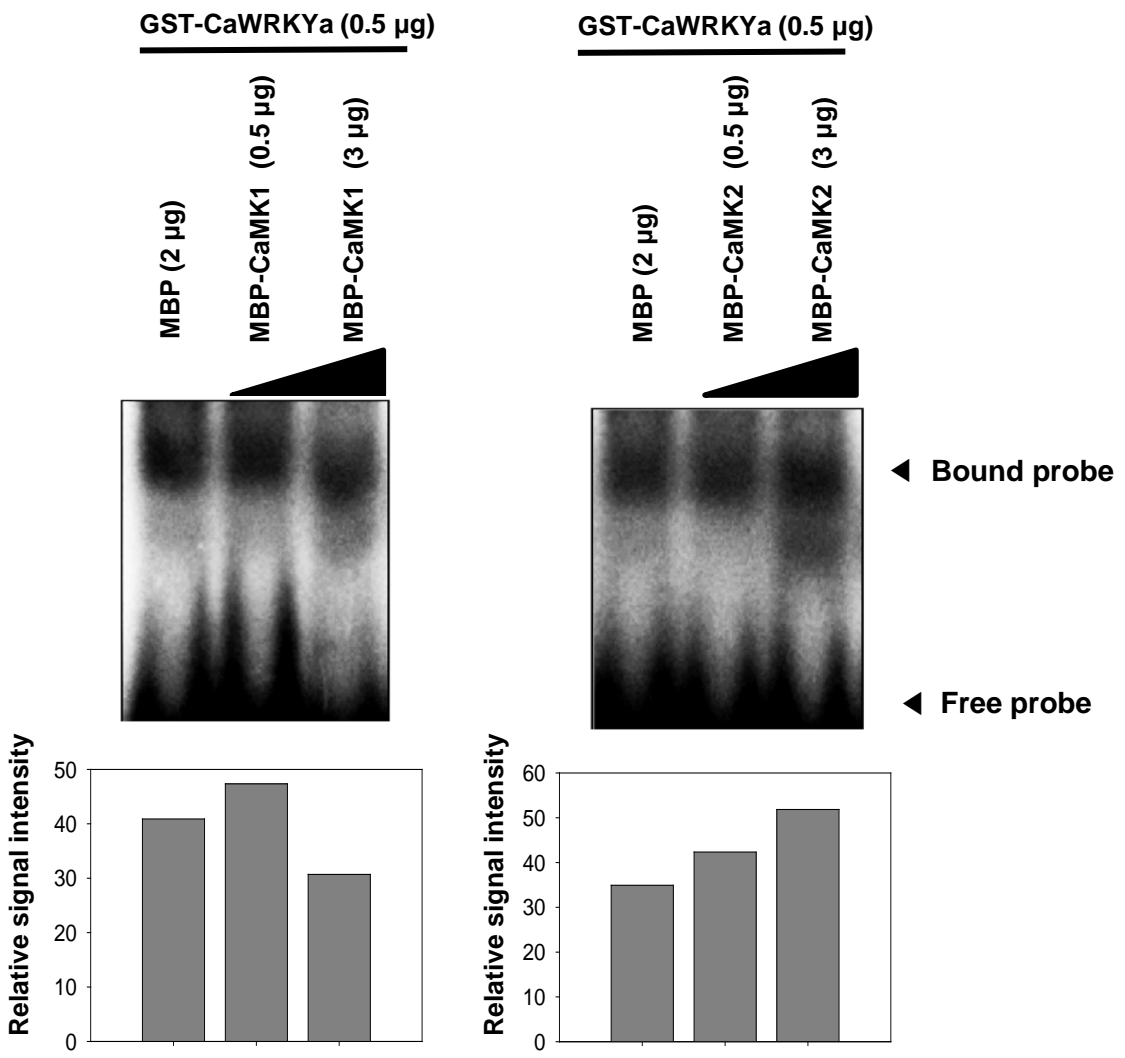 GST-CaWRKYa (0.5 µg)
MBP (2 µg)
MBP-CaMK1 (0.5 µg)
MBP-CaMK1 (3 µg)
GST-CaWRKYa (0.5 µg)
MBP (2 µg)
MBP-CaMK2 (0.5 µg)
MBP-CaMK2 (3 µg)
Bound probe
Free probe
Relative signal intensity
50
40
30
20
10
0
Relative signal intensity
60
50
40
30
20
10
0